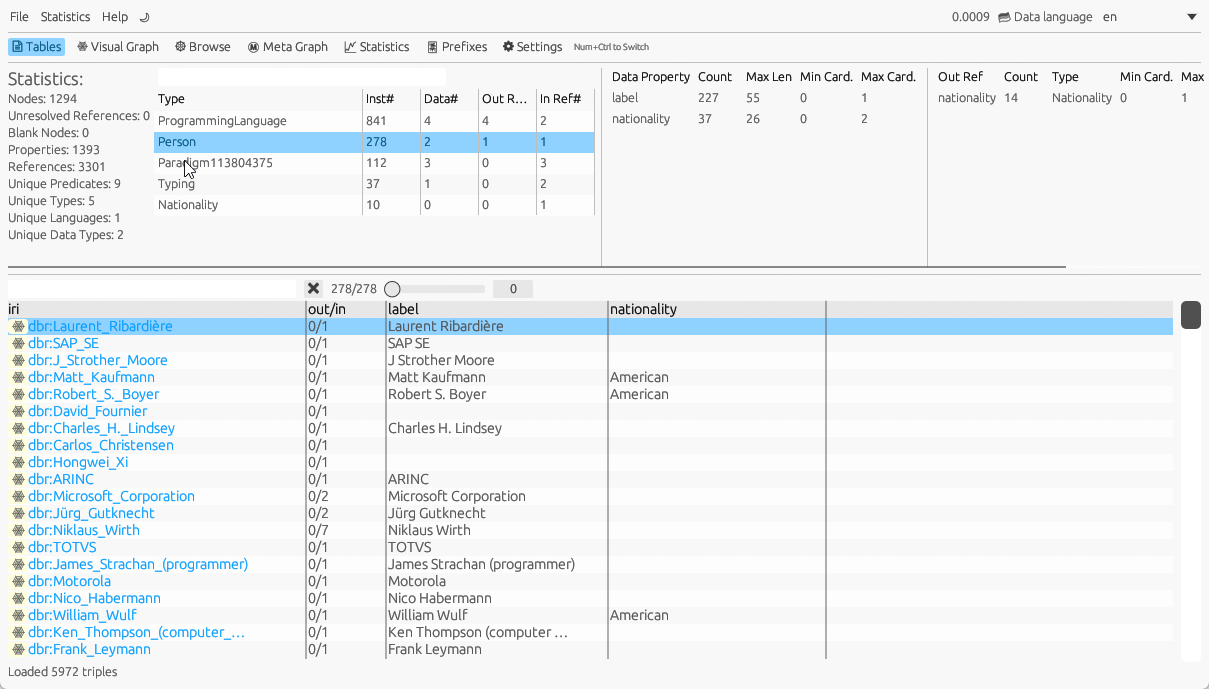 File Statistics Help 0.0009 Data language en
Tables Visual Graph Browse Meta Graph Statistics Prefixes Settings Num+Ctrl to Switch
Statistics:
Nodes: 1294
Unresolved References: 0
Blank Nodes: 0
Properties: 1393
References: 3301
Unique Predicates: 9
Unique Types: 5
Unique Languages: 1
Unique Data Types: 2
Type Inst# Data# Out R... In Ref#
ProgrammingLanguage 841 4 4 2
Person 278 2 1 1
Paradigm113804375 112 3 0 3
Typing 37 1 0 2
Nationality 10 0 0 1
Data Property Count Max Len Min Card. Max Card.
label 227 55 0 1
nationality 37 26 0 2
Out Ref Count Type Min Card. Max
nationality 14 Nationality 0 1
278/278 0
iri out/in label nationality
dbr:Laurent_Ribardière 0/1 Laurent Ribardière
dbr:SAP_SE 0/1 SAP SE
dbr:J_Strother_Moore 0/1 J Strother Moore
dbr:Matt_Kaufmann 0/1 Matt Kaufmann American
dbr:Robert_S._Boyer 0/1 Robert S. Boyer American
dbr:David_Fournier 0/1
dbr:Charles_H._Lindsey 0/1 Charles H. Lindsey
dbr:Carlos_Christensen 0/1
dbr:Hongwei_Xi 0/1
dbr:ARINC 0/1 ARINC
dbr:Microsoft_Corporation 0/2 Microsoft Corporation
dbr:Jürg_Gutknecht 0/2 Jürg Gutknecht
dbr:Niklaus_Wirth 0/7 Niklaus Wirth
dbr:TOTVS 0/1 TOTVS
dbr:James_Strachan_(programmer) 0/1 James Strachan (programmer)
dbr:Motorola 0/1 Motorola
dbr:Nico_Habermann 0/1 Nico Habermann
dbr:William_Wulf 0/1 William Wulf American
dbr:Ken_Thompson_(computer_... 0/1 Ken Thompson (computer ...
dbr:Frank_Leymann 0/1 Frank Leymann
Loaded 5972 triples